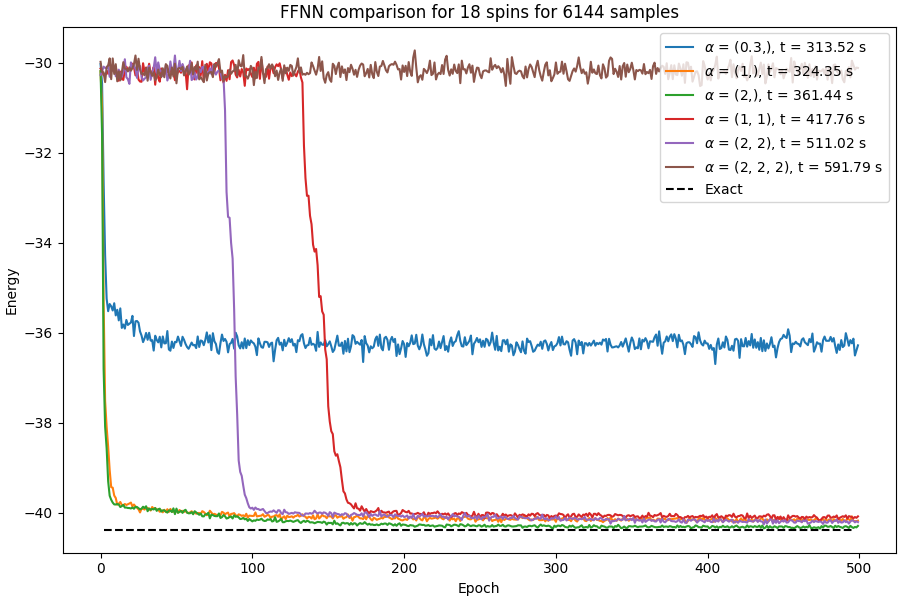 FFNN comparison for 18 spins for 6144 samples
α = (0.3,), t = 313.52 s
α = (1,), t = 324.35 s
α = (2,), t = 361.44 s
α = (1, 1), t = 417.76 s
α = (2, 2), t = 511.02 s
α = (2, 2, 2), t = 591.79 s
Exact
Energy
−30
−32
−34
−36
−38
−40
0 100 200 300 400 500
Epoch